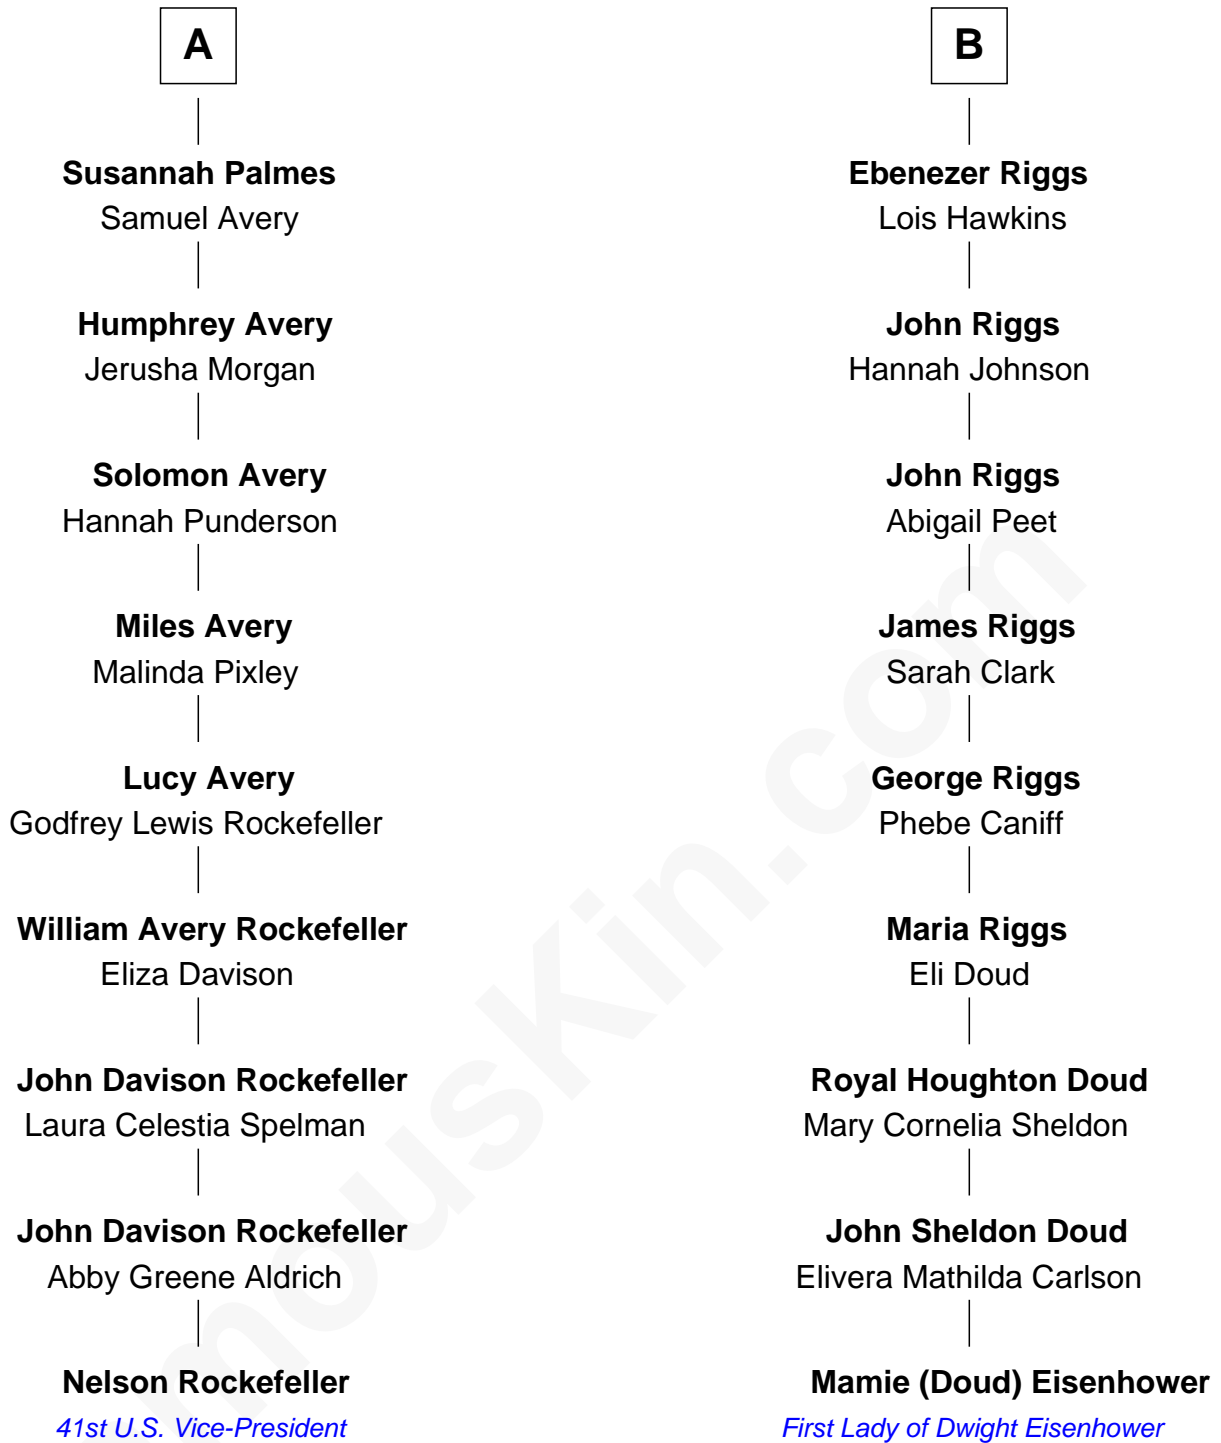 A
Susannah Palmes
Samuel Avery
Humphrey Avery
Jerusha Morgan
Solomon Avery
Hannah Punderson
Miles Avery
Malinda Pixley
Lucy Avery
Godfrey Lewis Rockefeller
William Avery Rockefeller
Eliza Davison
John Davison Rockefeller
Laura Celestia Spelman
John Davison Rockefeller
Abby Greene Aldrich
Nelson Rockefeller
41st U.S. Vice-President
B
Ebenezer Riggs
Lois Hawkins
John Riggs
Hannah Johnson
John Riggs
Abigail Peet
James Riggs
Sarah Clark
George Riggs
Phebe Caniff
Maria Riggs
Eli Doud
Royal Houghton Doud
Mary Cornelia Sheldon
John Sheldon Doud
Elivera Mathilda Carlson
Mamie (Doud) Eisenhower
First Lady of Dwight Eisenhower
mousKin.com